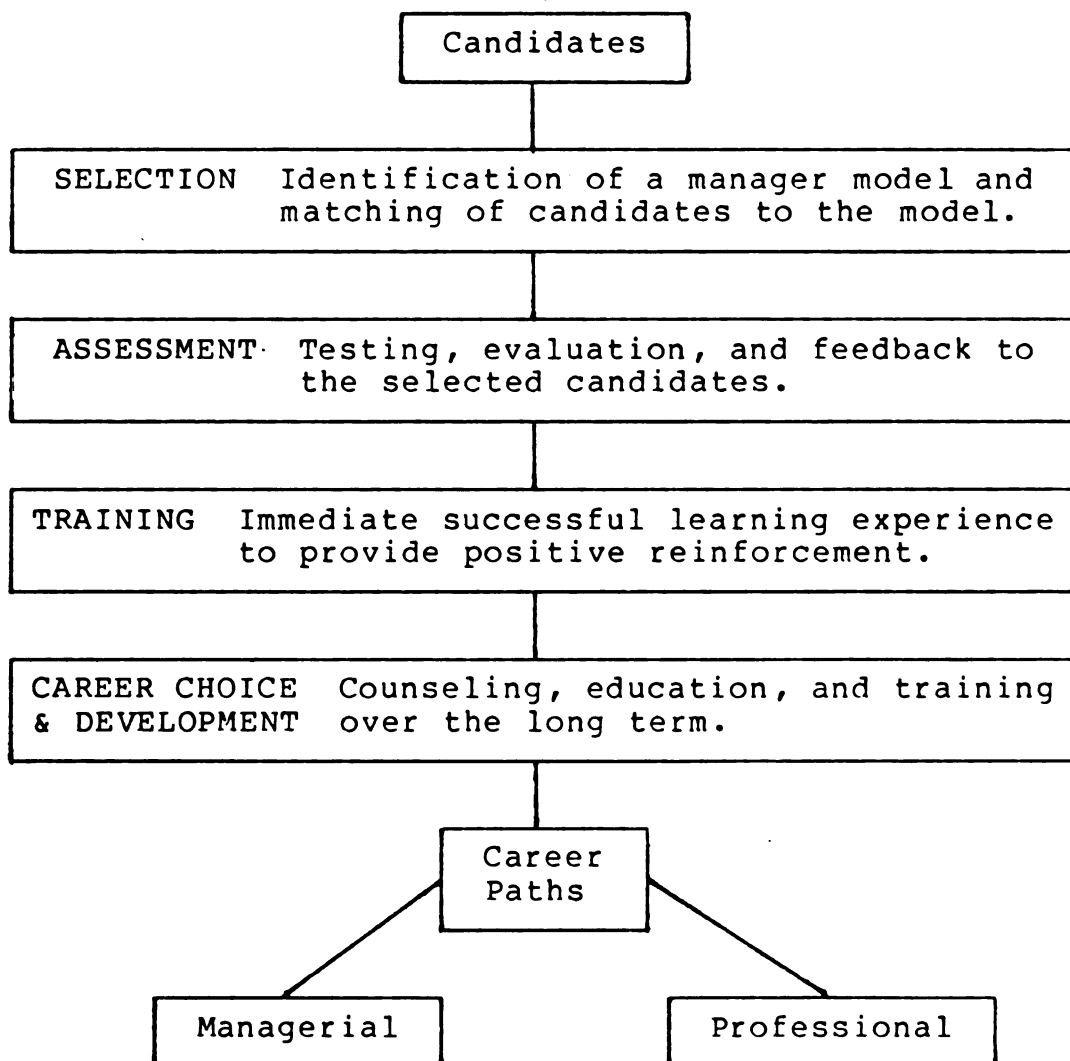 Candidates
SELECTION Identification of a manager model and
matching of candidates to the model.
ASSESSMENT Testing, evaluation, and feedback to
the selected candidates.
TRAINING Immediate successful learning experience
to provide positive reinforcement.
CAREER CHOICE Counseling, education, and training
& DEVELOPMENT over the long term.
Career
Paths
Managerial
Professional